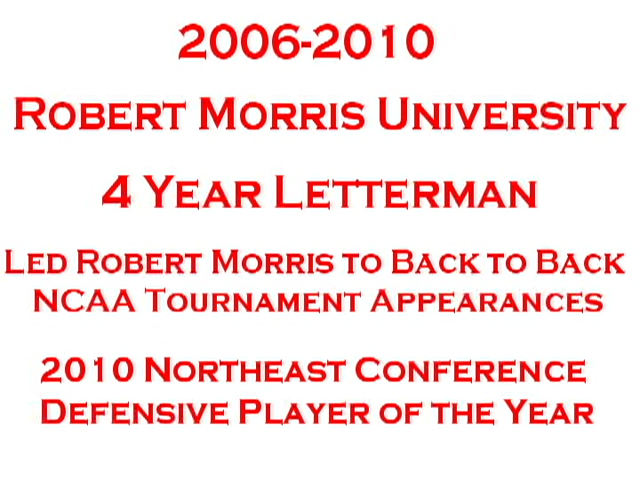 2006-2010
Robert Morris University
4 Year Letterman
Led Robert Morris to Back to Back
NCAA Tournament Appearances
2010 Northeast Conference
Defensive Player of the Year